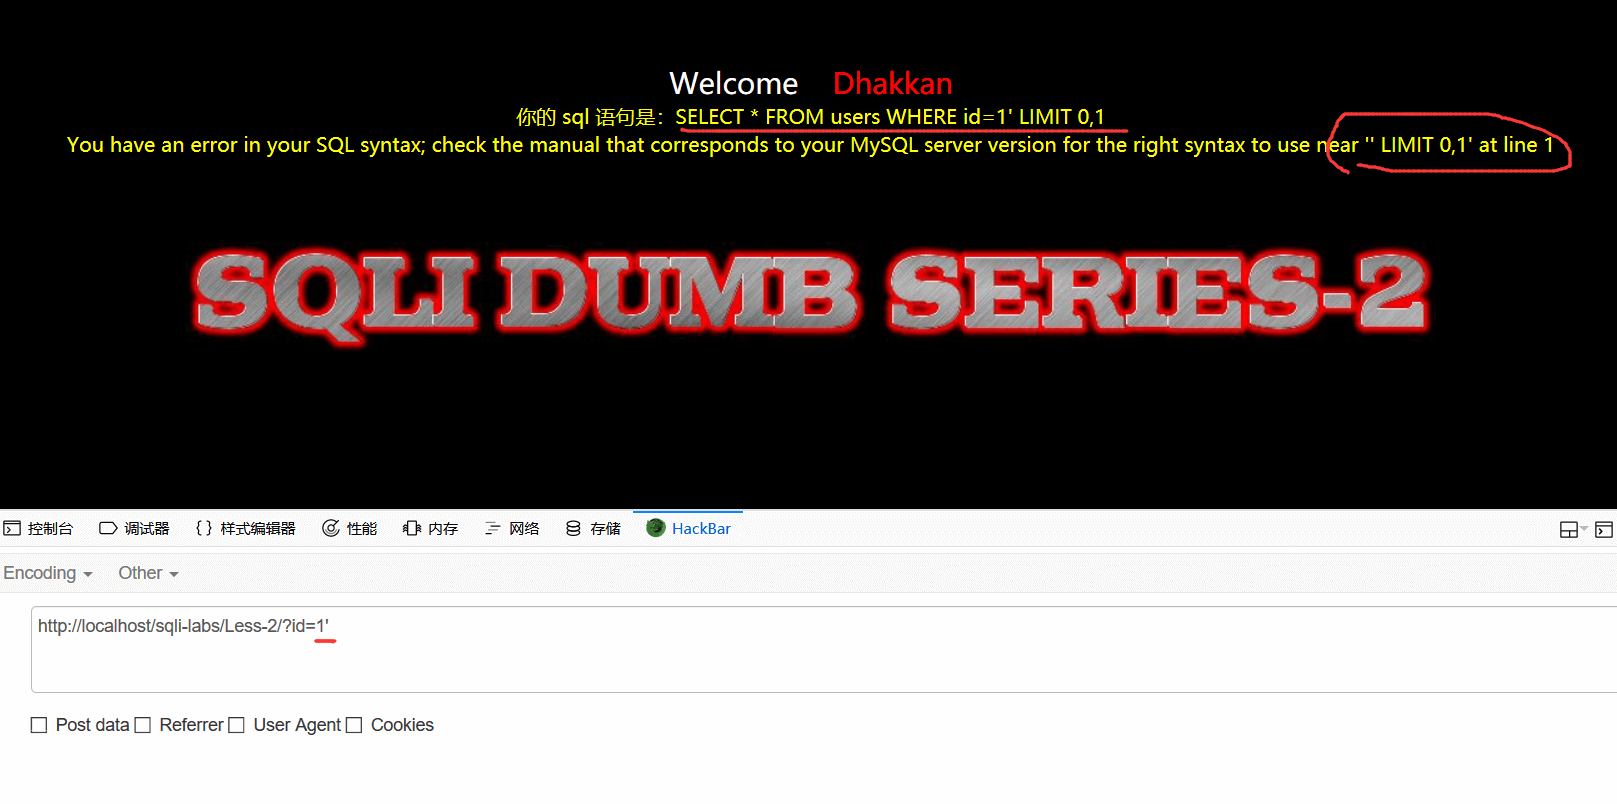 Welcome Dhakkan
你的 sql 语句是：SELECT * FROM users WHERE id=1' LIMIT 0,1
You have an error in your SQL syntax; check the manual that corresponds to your MySQL server version for the right syntax to use near '' LIMIT 0,1' at line 1
SQLI DUMB SERIES-2
控制台 调试器 样式编辑器 性能 内存 网络 存储 HackBar
Encoding Other
http://localhost/sqli-labs/Less-2/?id=1'
Post data Referrer User Agent Cookies